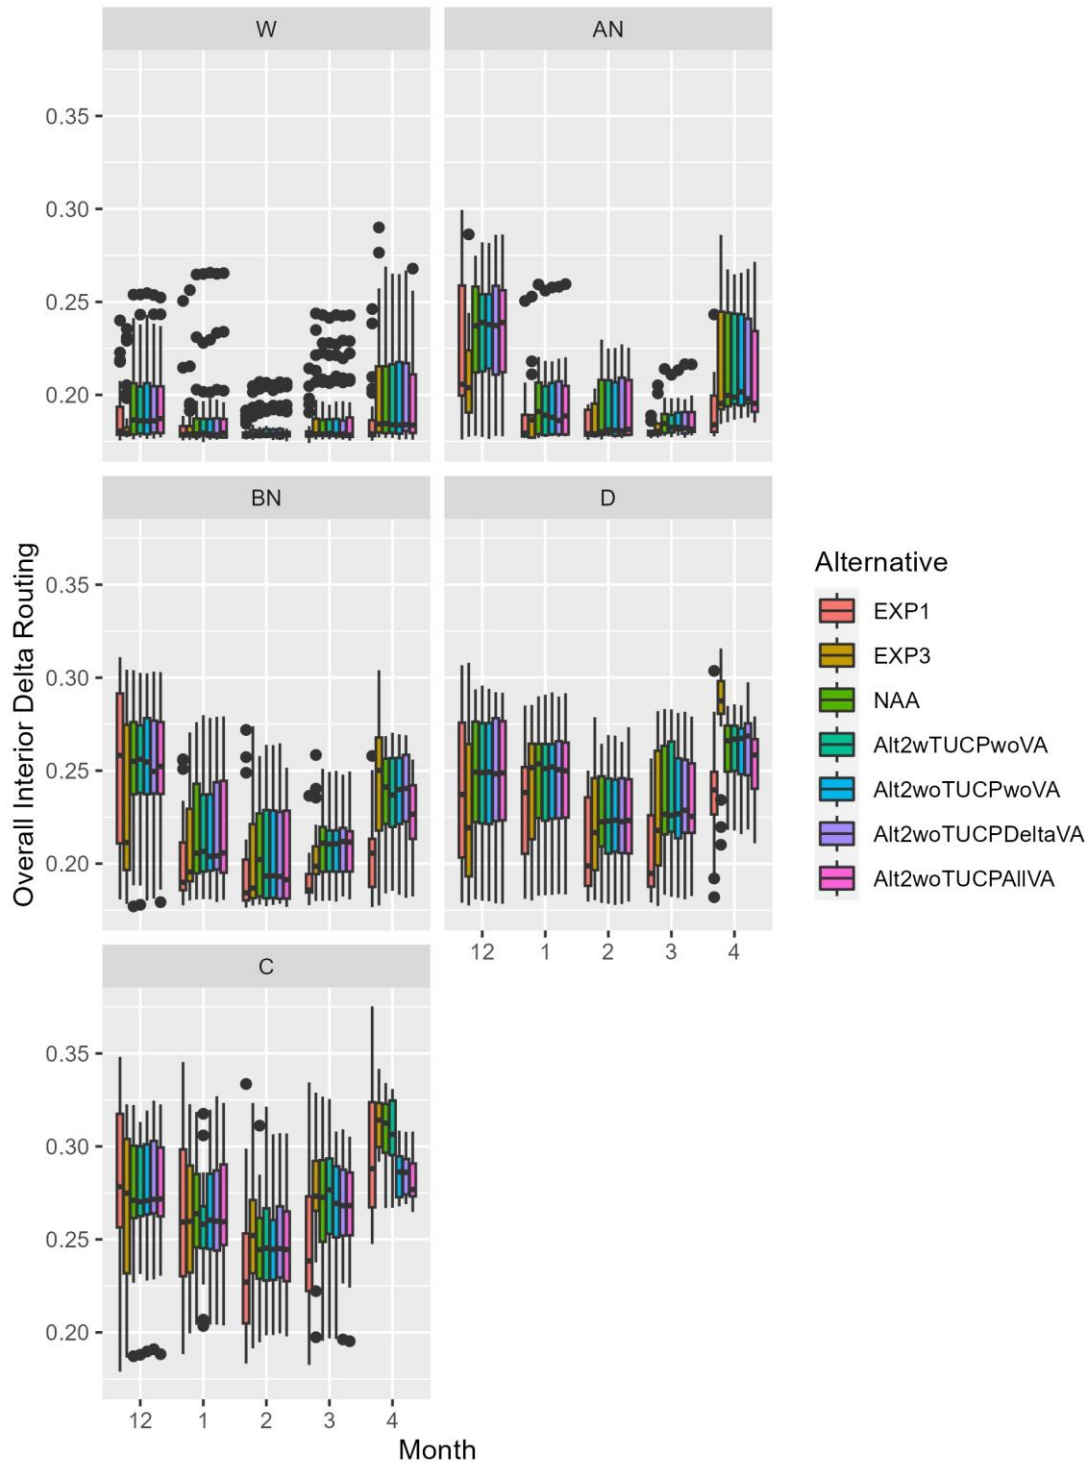 W
AN
0.35
0.30
0.25
0.20
BN
D
0.35
0.30
0.25
0.20
12 1 2 3 4
C
0.35
0.30
0.25
0.20
12 1 2 3 4
Month
Overall Interior Delta Routing
Alternative
EXP1
EXP3
NAA
Alt2wTUCPwoVA
Alt2woTUCPwoVA
Alt2woTUCPDeltaVA
Alt2woTUCPAllVA